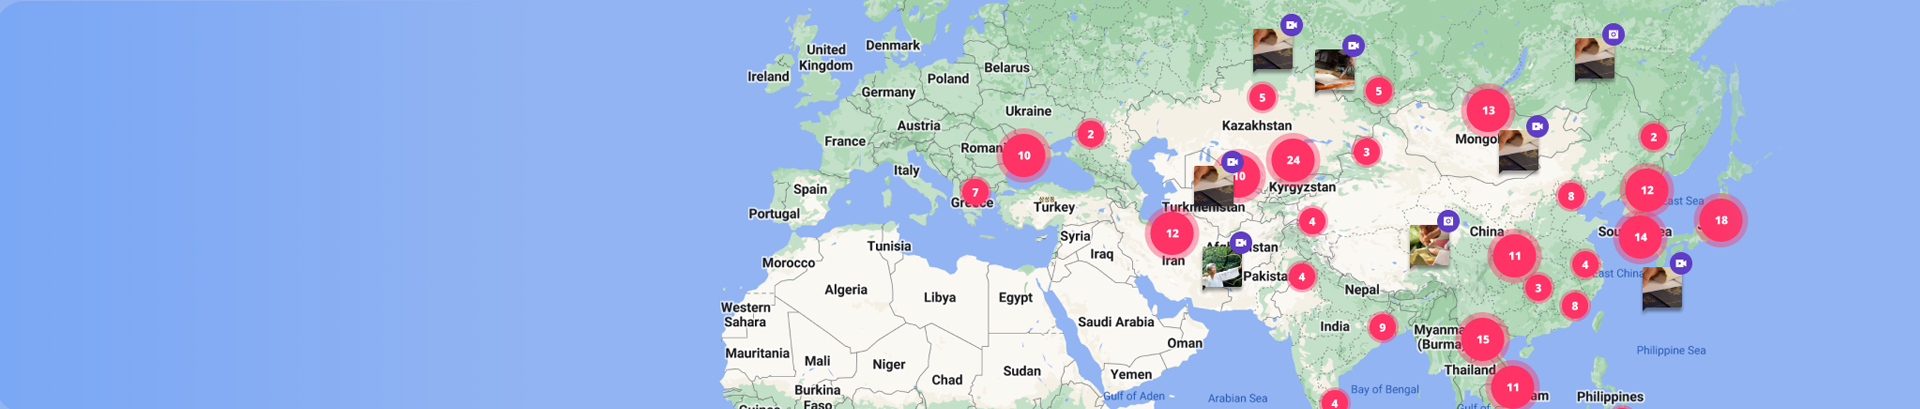 United
Kingdom
Denmark
Ireland
Poland
Belarus
Germany
Ukraine
Austria
France
Romani
Italy
Spain
Portugal
Greece
Turkey
Tunisia
Syria
Iraq
Morocco
Algeria
Libya
Egypt
Western
Sahara
Saudi Arabia
Oman
Mauritania
Mali
Niger
Chad
Sudan
Yemen
Burkina
Faso
Gulf of Aden
Arabian Sea
Kazakhstan
Kyrgyzstan
Turkmenistan
Iran
Pakista
Nepal
India
Bay of Bengal
Mongo
China
East China
East Sea
Myanma
(Burma
Thailand
Gulf of
am
Philippines
Philippine Sea
5
5
13
2
10
2
24
3
10
7
12
8
12
4
18
14
11
4
4
3
8
9
15
11
4